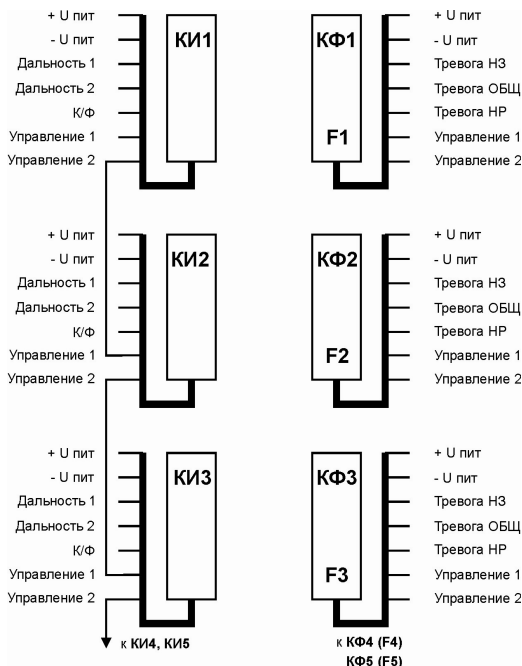 + U пит
- U пит
Дальность 1
Дальность 2
К/Ф
Управление 1
Управление 2
КИ1
КФ1
F1
+ U пит
- U пит
Тревога НЗ
Тревога ОБЩ
Тревога НР
Управление 1
Управление 2
+ U пит
- U пит
Дальность 1
Дальность 2
К/Ф
Управление 1
Управление 2
КИ2
КФ2
F2
+ U пит
- U пит
Тревога НЗ
Тревога ОБЩ
Тревога НР
Управление 1
Управление 2
+ U пит
- U пит
Дальность 1
Дальность 2
К/Ф
Управление 1
Управление 2
КИ3
КФ3
F3
+ U пит
- U пит
Тревога НЗ
Тревога ОБЩ
Тревога НР
Управление 1
Управление 2
к КИ4, КИ5
к КФ4 (F4)
КФ5 (F5)